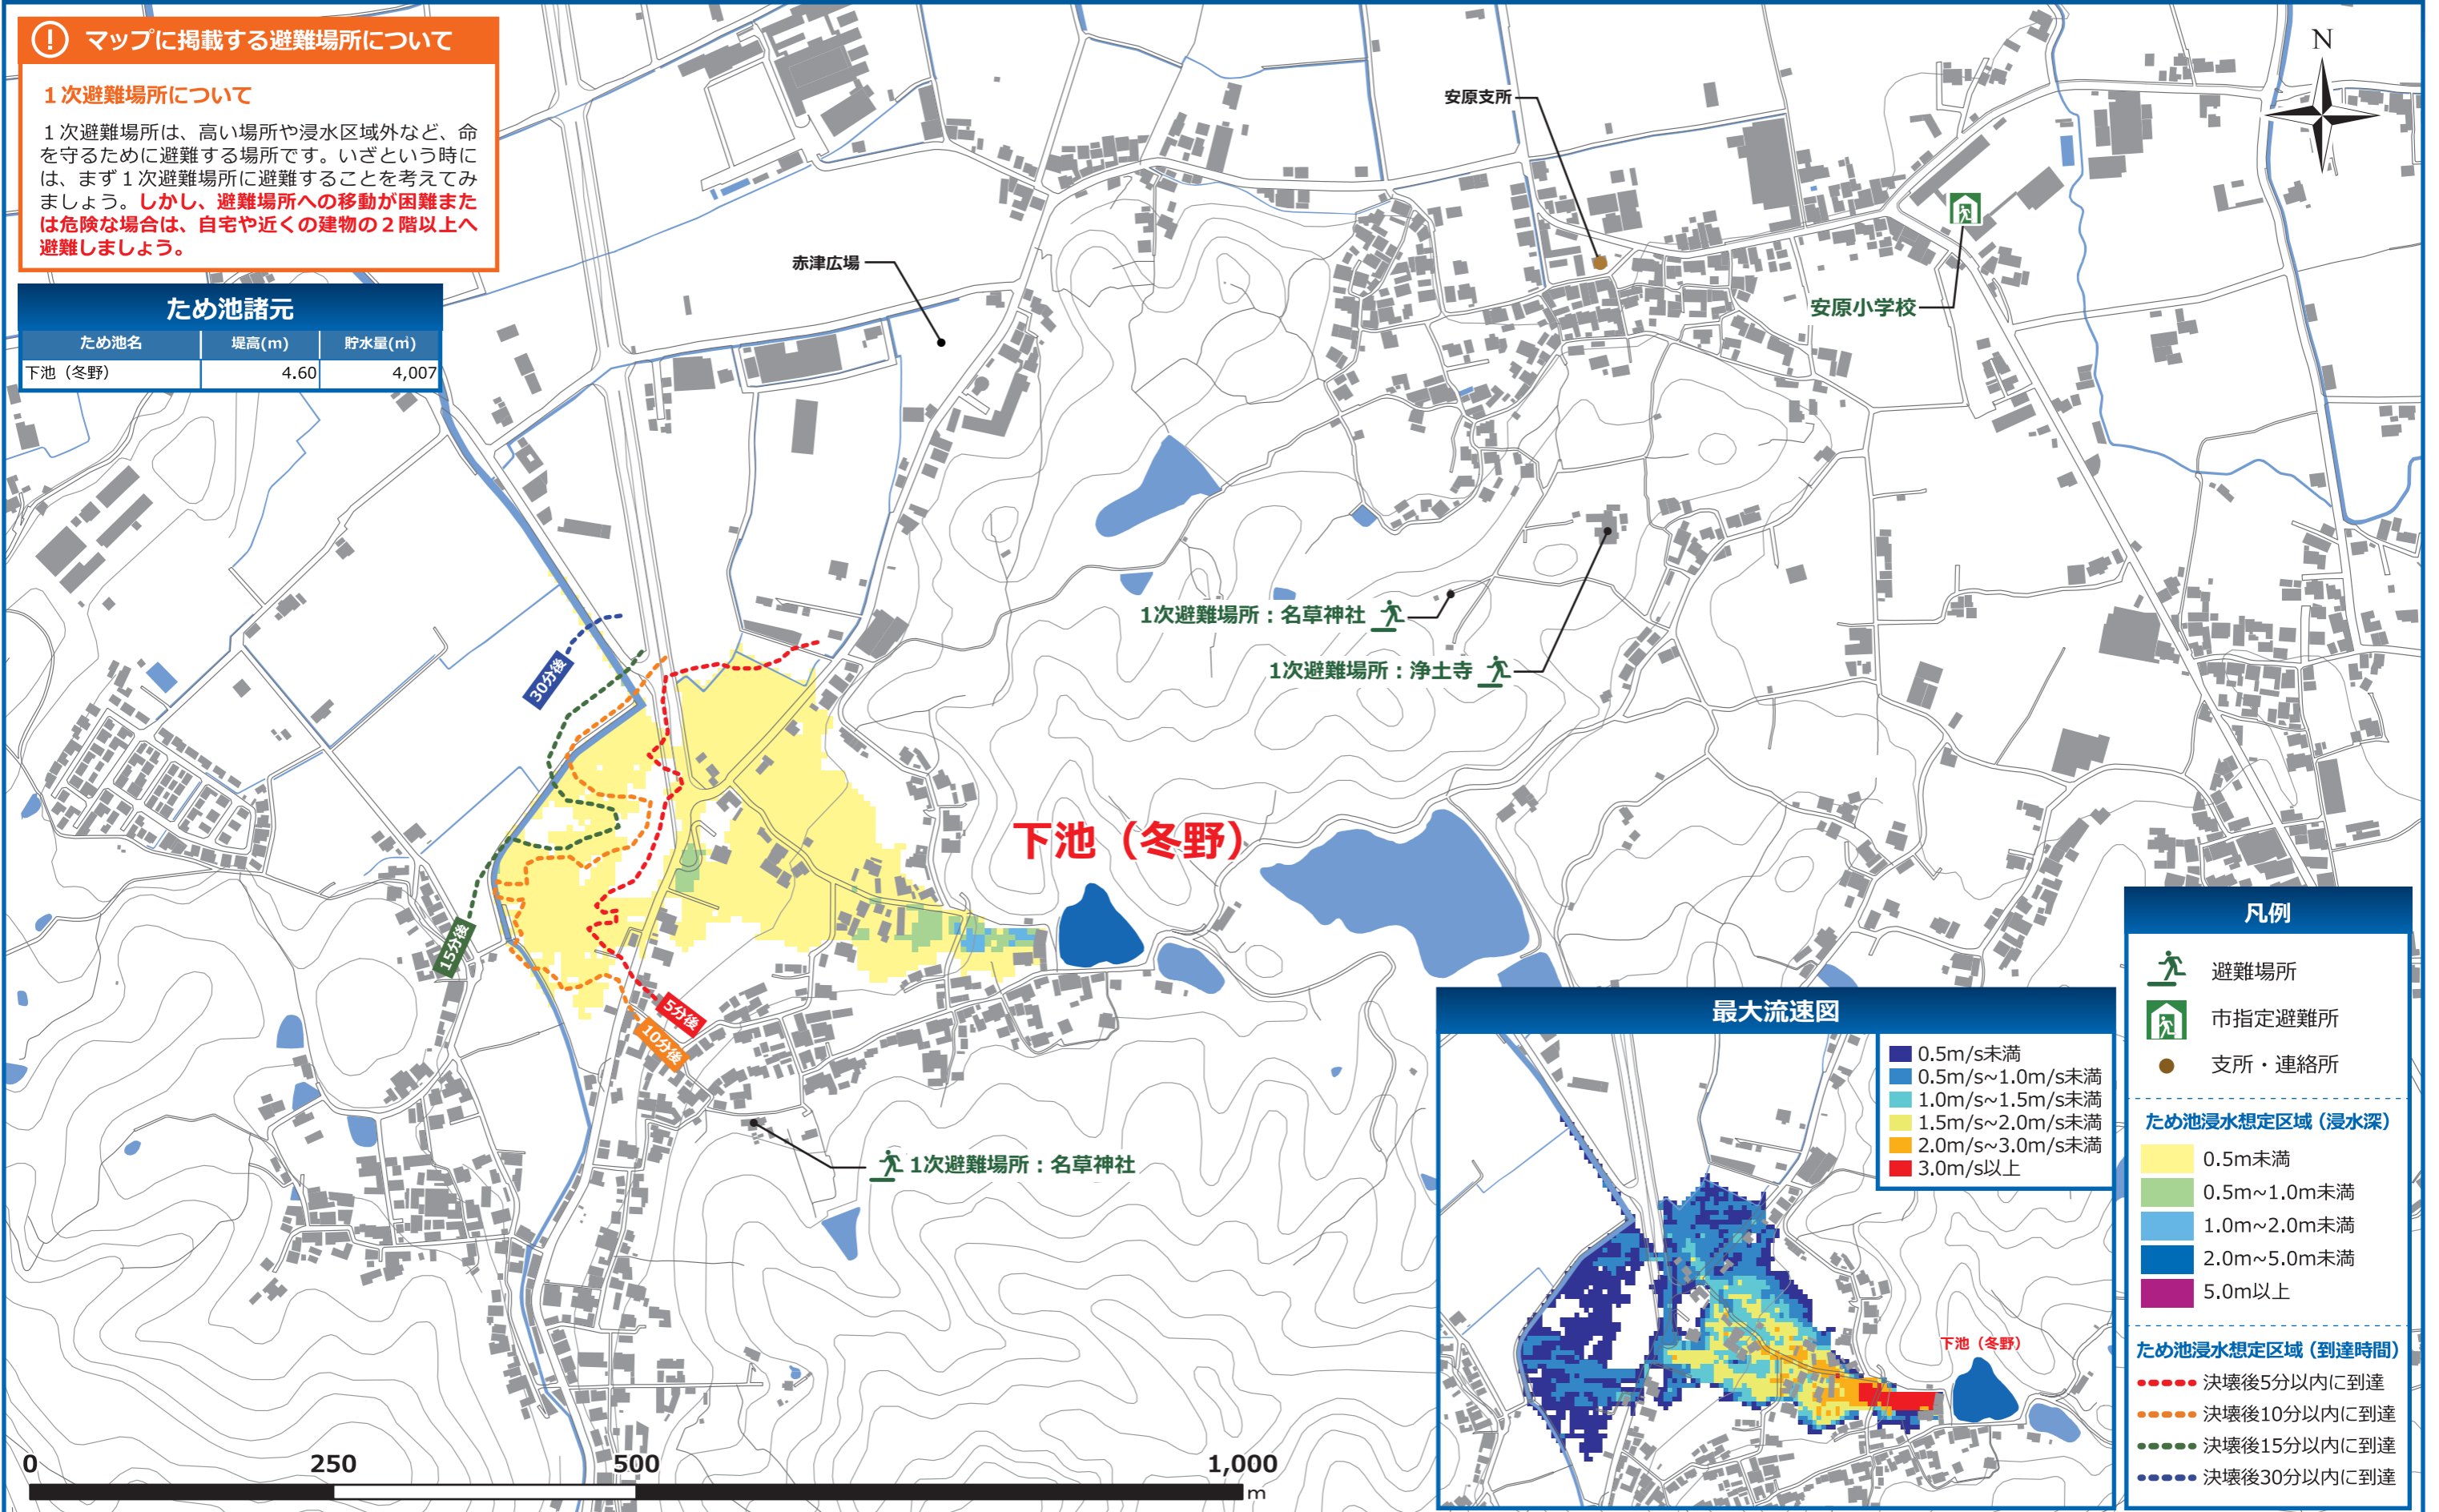 マップに掲載する避難場所について
1次避難場所について
1次避難場所は、高い場所や浸水区域外など、命
を守るために避難する場所です。いざという時に
は、まず1次避難場所に避難することを考えてみ
ましょう。しかし、避難場所への移動が困難また
は危険な場合は、自宅や近くの建物の2階以上へ
避難しましょう。
ため池諸元
ため池名 堤高(m) 貯水量(㎥)
下池（冬野） 4.60 4,007
N
安原支所
赤津広場
安原小学校
1次避難場所：名草神社
1次避難場所：浄土寺
30分後
下池（冬野）
15分後
5分後
10分後
1次避難場所：名草神社
0 250 500 1,000
m
最大流速図
0.5m/s未満
0.5m/s~1.0m/s未満
1.0m/s~1.5m/s未満
1.5m/s~2.0m/s未満
2.0m/s~3.0m/s未満
3.0m/s以上
下池（冬野）
凡例
避難場所
市指定避難所
支所・連絡所
ため池浸水想定区域（浸水深）
0.5m未満
0.5m~1.0m未満
1.0m~2.0m未満
2.0m~5.0m未満
5.0m以上
ため池浸水想定区域（到達時間）
決壊後5分以内に到達
決壊後10分以内に到達
決壊後15分以内に到達
決壊後30分以内に到達